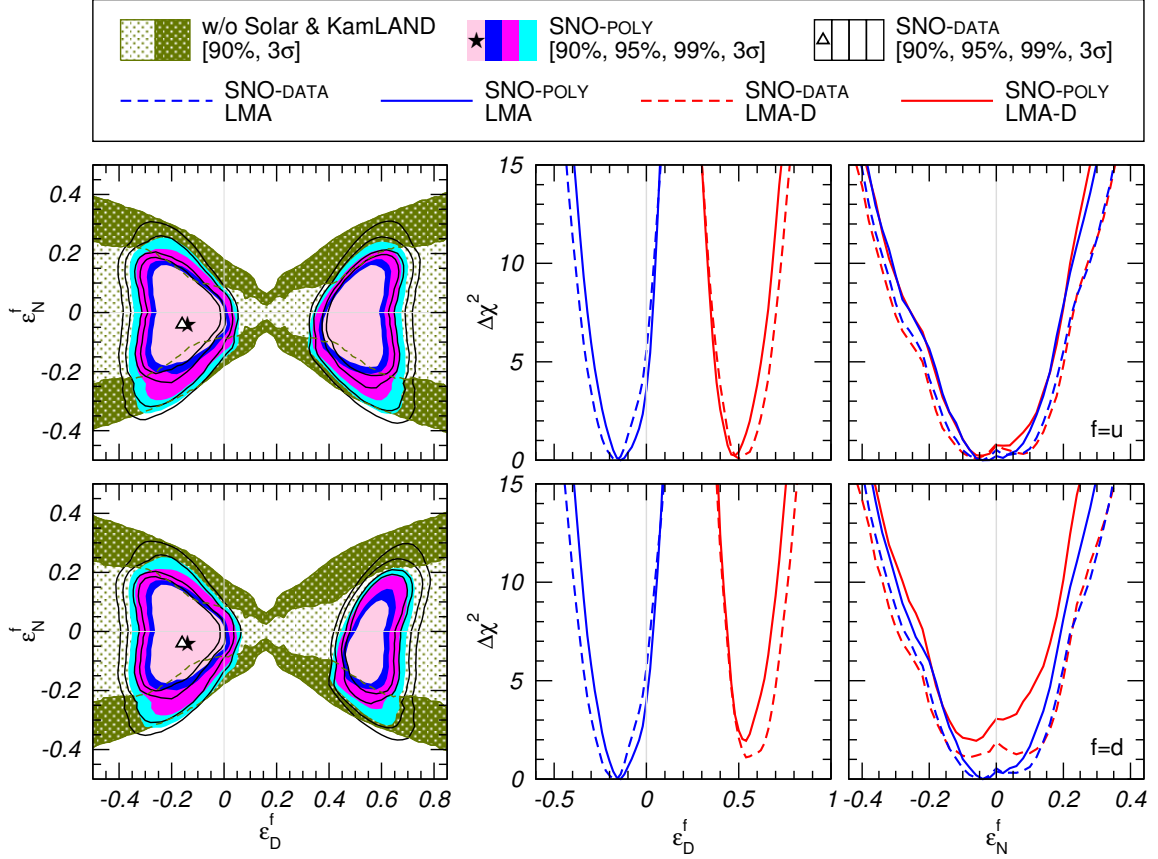 w/o Solar & KamLAND
[90%, 3σ]
SNO-POLY
[90%, 95%, 99%, 3σ]
SNO-DATA
[90%, 95%, 99%, 3σ]
SNO-DATA
LMA
SNO-POLY
LMA
SNO-DATA
LMA-D
SNO-POLY
LMA-D
0.4
0.2
0
-0.2
-0.4
ε_N^f
15
10
5
0
Δχ²
f=u
0.4
0.2
0
-0.2
-0.4
ε_N^f
-0.4 -0.2 0 0.2 0.4 0.6 0.8
ε_D^f
15
10
5
0
Δχ²
-0.5 0 0.5 1
ε_D^f
f=d
-0.4 -0.2 0 0.2 0.4
ε_N^f